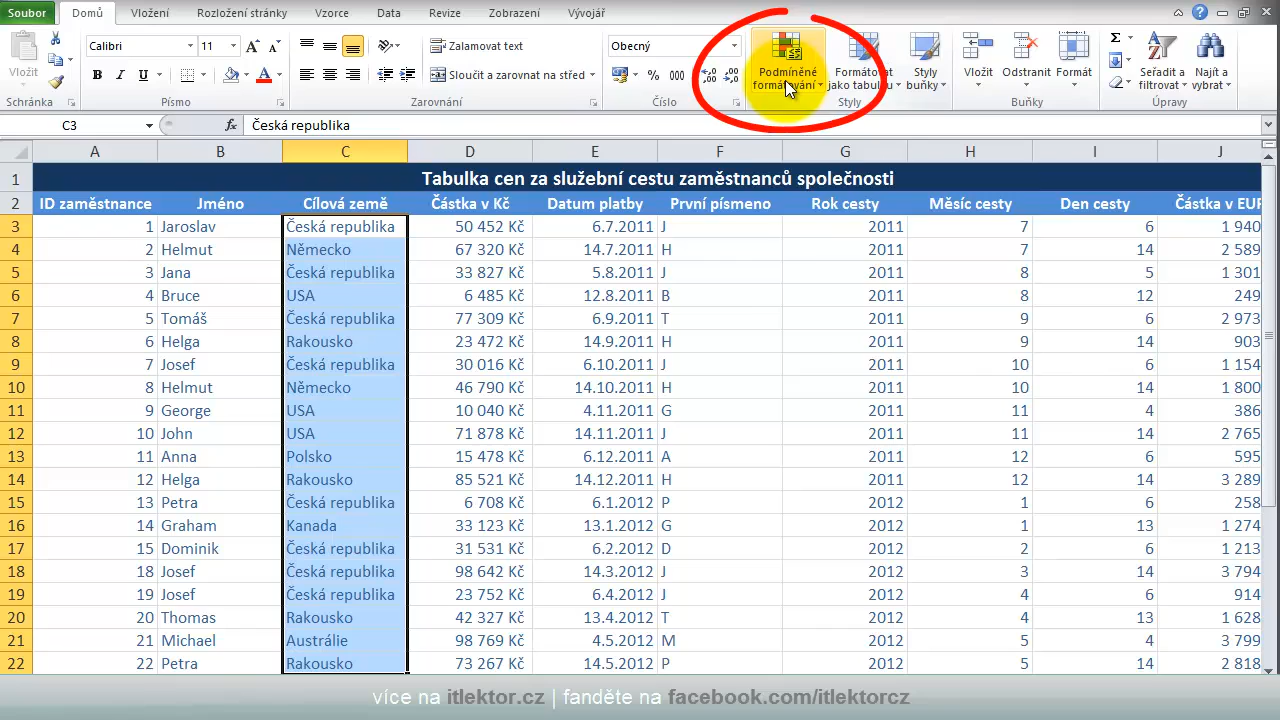 Soubor Domů Vložení Rozložení stránky Vzorce Data Revize Zobrazení Vývojář
Calibri 11 Zalamovat text Obecný
Vložit B I U Sloučit a zarovnat na střed % 000 Podmíněné formátování Formátovat jako tabulku Styly buňky Vložit Odstranit Formát Seřadit a filtrovat Najít a vybrat
Schránka Písmo Zarovnání Číslo Styly Buňky Úpravy
C3 fx Česká republika
A B C D E F G H I J
1 Tabulka cen za služební cestu zaměstnanců společnosti
2 ID zaměstnance Jméno Cílová země Částka v Kč Datum platby První písmeno Rok cesty Měsíc cesty Den cesty Částka v EUR
3 1 Jaroslav Česká republika 50 452 Kč 6.7.2011 J 2011 7 6 1 940
4 2 Helmut Německo 67 320 Kč 14.7.2011 H 2011 7 14 2 589
5 3 Jana Česká republika 33 827 Kč 5.8.2011 J 2011 8 5 1 301
6 4 Bruce USA 6 485 Kč 12.8.2011 B 2011 8 12 249
7 5 Tomáš Česká republika 77 309 Kč 6.9.2011 T 2011 9 6 2 973
8 6 Helga Rakousko 23 472 Kč 14.9.2011 H 2011 9 14 903
9 7 Josef Česká republika 30 016 Kč 6.10.2011 J 2011 10 6 1 154
10 8 Helmut Německo 46 790 Kč 14.10.2011 H 2011 10 14 1 800
11 9 George USA 10 040 Kč 4.11.2011 G 2011 11 4 386
12 10 John USA 71 878 Kč 14.11.2011 J 2011 11 14 2 765
13 11 Anna Polsko 15 478 Kč 6.12.2011 A 2011 12 6 595
14 12 Helga Rakousko 85 521 Kč 14.12.2011 H 2011 12 14 3 289
15 13 Petra Česká republika 6 708 Kč 6.1.2012 P 2012 1 6 258
16 14 Graham Kanada 33 123 Kč 13.1.2012 G 2012 1 13 1 274
17 15 Dominik Česká republika 31 531 Kč 6.2.2012 D 2012 2 6 1 213
18 18 Josef Česká republika 98 642 Kč 14.3.2012 J 2012 3 14 3 794
19 19 Josef Česká republika 23 752 Kč 6.4.2012 J 2012 4 6 914
20 20 Thomas Rakousko 42 327 Kč 13.4.2012 T 2012 4 13 1 628
21 21 Michael Austrálie 98 769 Kč 4.5.2012 M 2012 5 4 3 799
22 22 Petra Rakousko 73 267 Kč 14.5.2012 P 2012 5 14 2 818
více na itlektor.cz | fanděte na facebook.com/itlektorcz